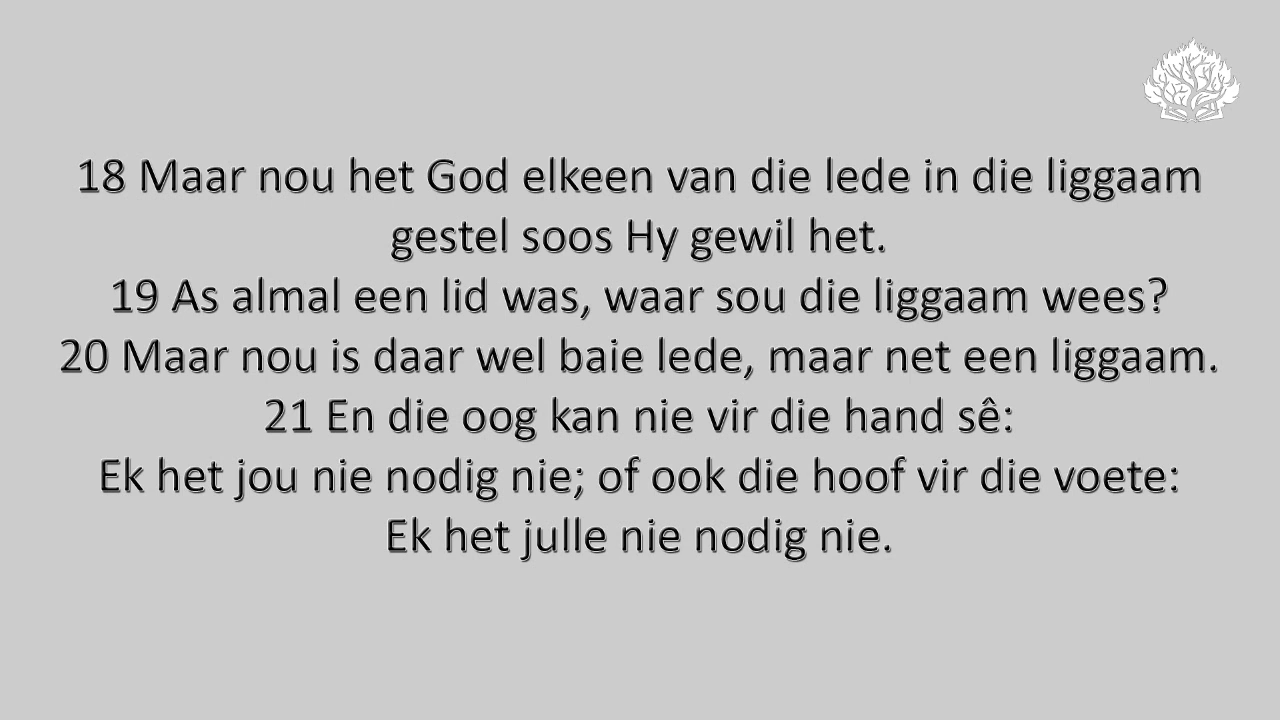 18 Maar nou het God elkeen van die lede in die liggaam
gestel soos Hy gewil het.
19 As almal een lid was, waar sou die liggaam wees?
20 Maar nou is daar wel baie lede, maar net een liggaam.
21 En die oog kan nie vir die hand sê:
Ek het jou nie nodig nie; of ook die hoof vir die voete:
Ek het julle nie nodig nie.